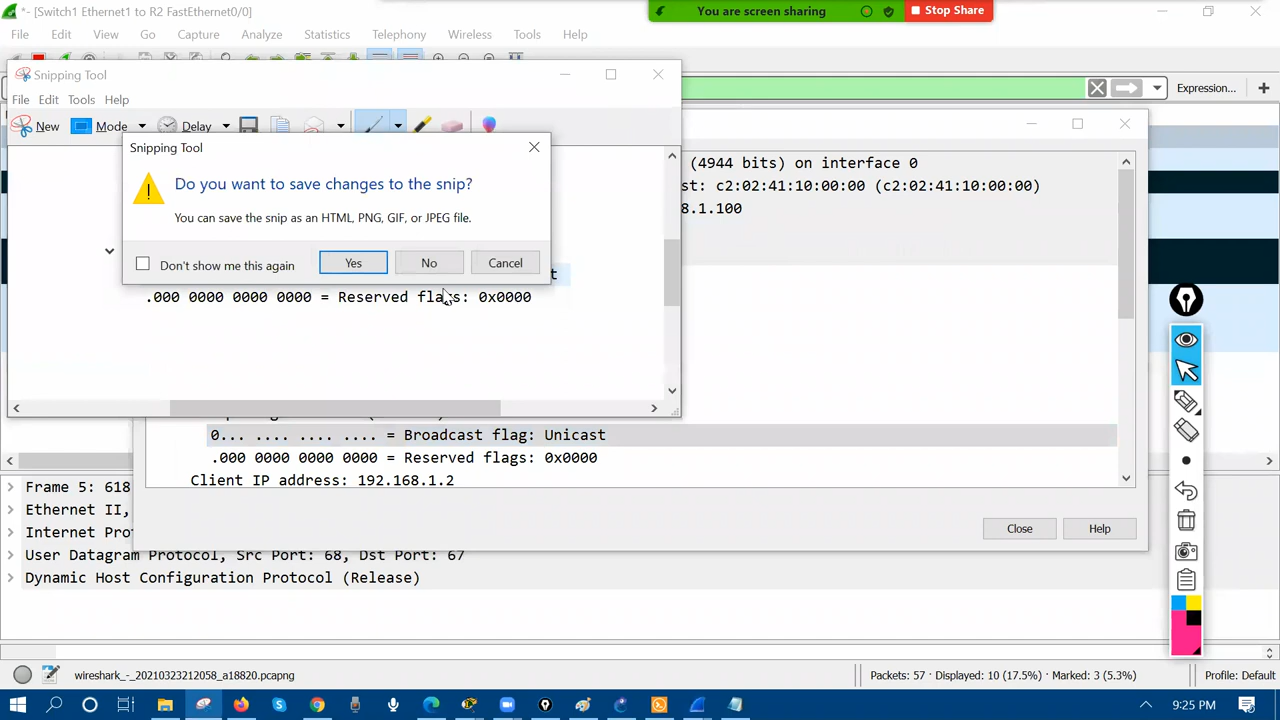 *- [Switch1 Ethernet1 to R2 FastEthernet0/0]
You are screen sharing
Stop Share
File Edit View Go Capture Analyze Statistics Telephony Wireless Tools Help
Snipping Tool
Expression...
File Edit Tools Help
New Mode Delay
Snipping Tool
Do you want to save changes to the snip?
You can save the snip as an HTML, PNG, GIF, or JPEG file.
Don't show me this again
Yes No Cancel
(4944 bits) on interface 0
st: c2:02:41:10:00:00 (c2:02:41:10:00:00)
8.1.100
t
.000 0000 0000 0000 = Reserved flags: 0x0000
0... .... .... .... = Broadcast flag: Unicast
.000 0000 0000 0000 = Reserved flags: 0x0000
Client IP address: 192.168.1.2
Close Help
Frame 5: 618
Ethernet II,
Internet Pro
User Datagram Protocol, Src Port: 68, Dst Port: 67
Dynamic Host Configuration Protocol (Release)
wireshark_-_20210323212058_a18820.pcapng
Packets: 57 · Displayed: 10 (17.5%) · Marked: 3 (5.3%)
Profile: Default
9:25 PM